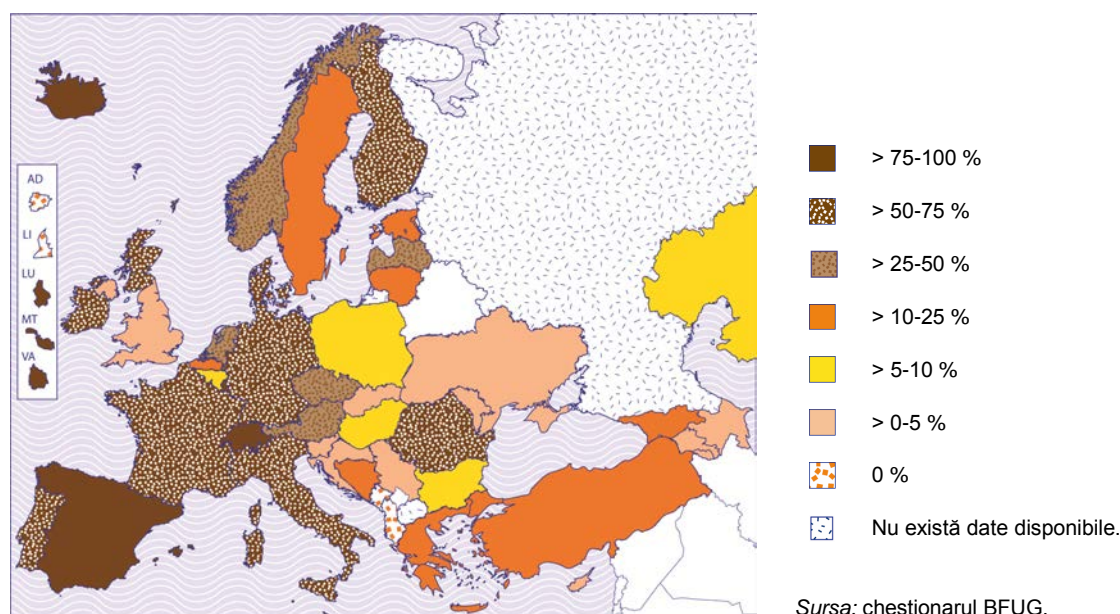 AD
LI
LU
MT
VA
> 75-100 %
> 50-75 %
> 25-50 %
> 10-25 %
> 5-10 %
> 0-5 %
0 %
Nu există date disponibile.
Sursa: chestionarul BFUG.